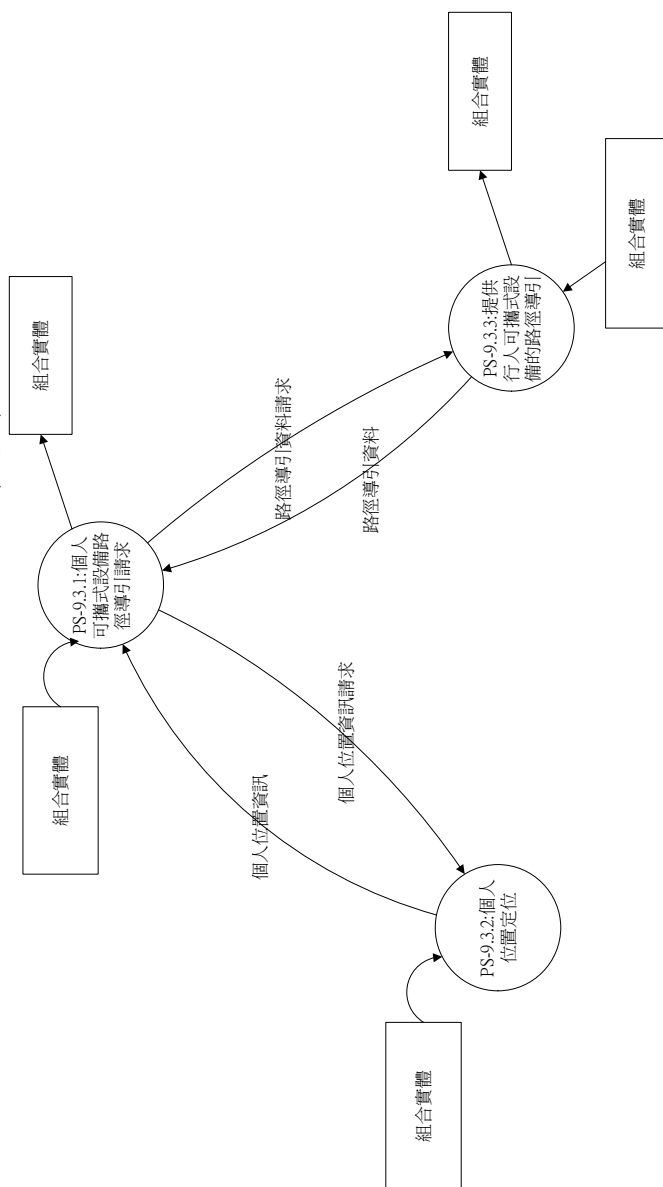 組合實體
組合實體
PS-9.3.1:個人
可攜式設備路
徑導引請求
路徑導引資料請求
路徑導引資料
組合實體
PS-9.3.3:提供
行人可攜式設
備的路徑導引
組合實體
個人位置資訊
個人位置資訊請求
PS-9.3.2:個人
位置定位
組合實體